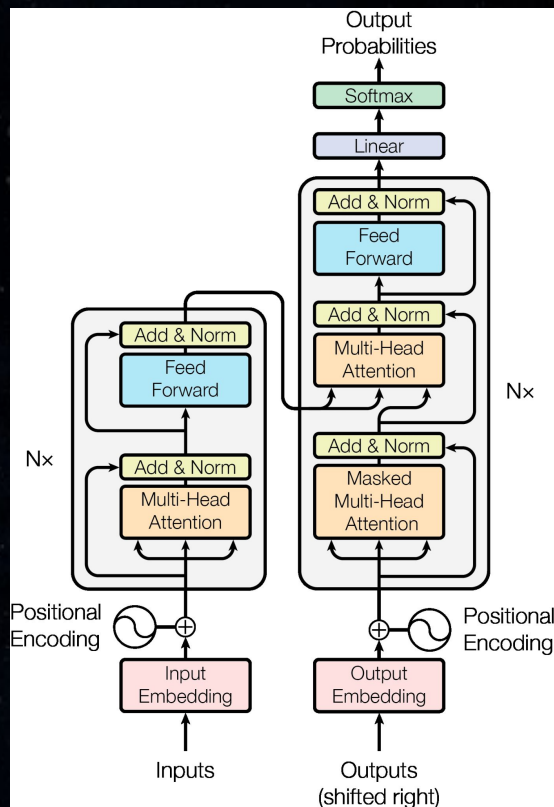 Output
Probabilities
Softmax
Linear
Add & Norm
Feed
Forward
Add & Norm
Multi-Head
Attention
Add & Norm
Masked
Multi-Head
Attention
Nx
Add & Norm
Feed
Forward
Add & Norm
Multi-Head
Attention
Nx
Positional
Encoding
Positional
Encoding
Input
Embedding
Output
Embedding
Inputs
Outputs
(shifted right)